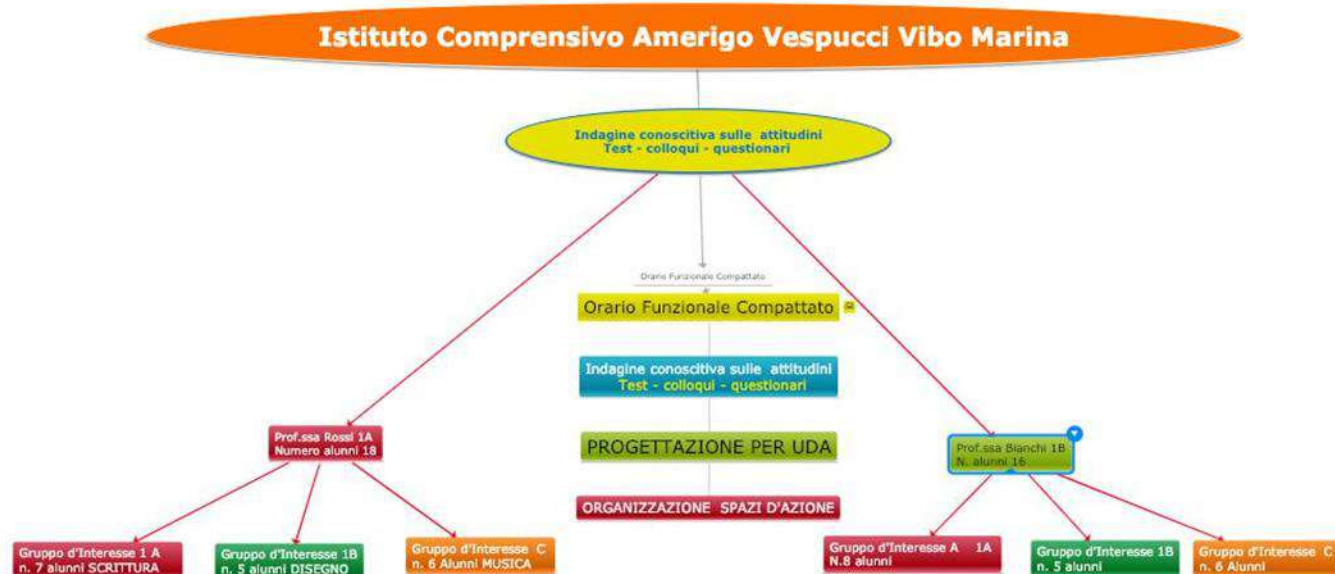 Istituto Comprensivo Amerigo Vespucci Vibo Marina
Indagine conoscitiva sulle attitudini
Test - colloqui - questionari
Orario Funzionale Compattato
Orario Funzionale Compattato
Indagine conoscitiva sulle attitudini
Test - colloqui - questionari
PROGETTAZIONE PER UDA
ORGANIZZAZIONE SPAZI D'AZIONE
Prof.ssa Rossi 1A
Numero alunni 18
Gruppo d'Interesse 1 A
n. 7 alunni SCRITTURA
Gruppo d'Interesse 1B
n. 5 alunni DISEGNO
Gruppo d'Interesse C
n. 6 Alunni MUSICA
Prof.ssa Bianchi 1B
N. alunni 16
Gruppo d'Interesse A 1A
N.8 alunni
Gruppo d'Interesse 1B
n. 5 alunni
Gruppo d'Interesse C
n. 6 Alunni